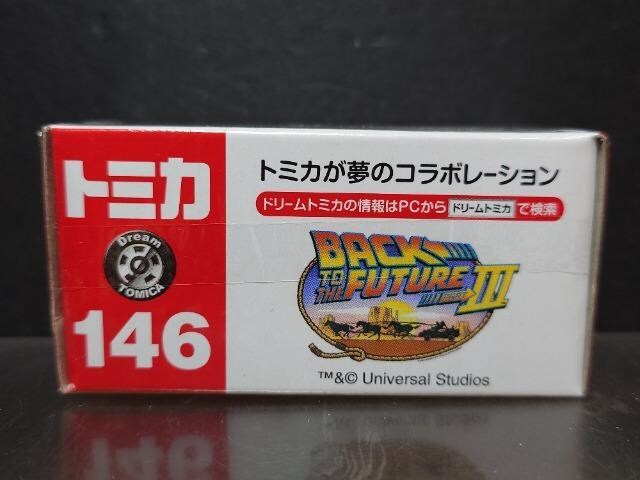 トミカ
Dream
TOMICA
146
トミカが夢のコラボレーション
ドリームトミカの情報はPCから ドリームトミカ で検索
BACK
TO THE FUTURE III
™&© Universal Studios